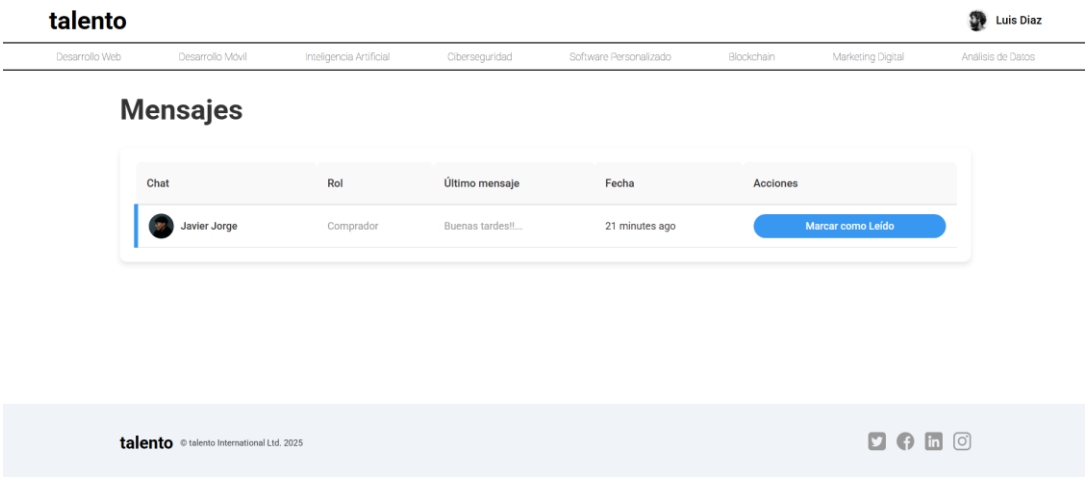 talento
Luis Diaz
Desarrollo Web Desarrollo Móvil Inteligencia Artificial Ciberseguridad Software Personalizado Blockchain Marketing Digital Análisis de Datos
Mensajes
Chat Rol Último mensaje Fecha Acciones
Javier Jorge Comprador Buenas tardes!!... 21 minutes ago Marcar como Leído
talento © talento International Ltd. 2025